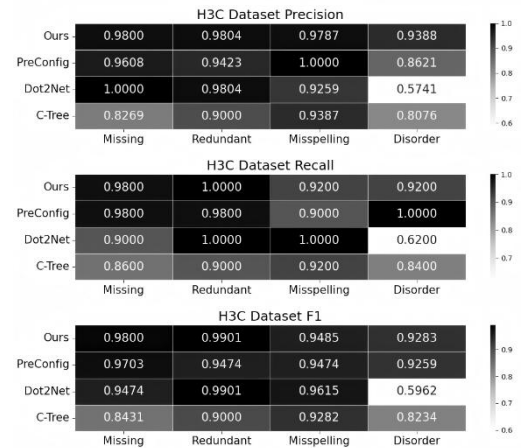 H3C Dataset Precision
Ours 0.9800 0.9804 0.9787 0.9388
PreConfig 0.9608 0.9423 1.0000 0.8621
Dot2Net 1.0000 0.9804 0.9259 0.5741
C-Tree 0.8269 0.9000 0.9387 0.8076
Missing Redundant Misspelling Disorder
1.0
0.9
0.8
0.7
0.6
H3C Dataset Recall
Ours 0.9800 1.0000 0.9200 0.9200
PreConfig 0.9800 0.9800 0.9000 1.0000
Dot2Net 0.9000 1.0000 1.0000 0.6200
C-Tree 0.8600 0.9000 0.9200 0.8400
Missing Redundant Misspelling Disorder
1.0
0.9
0.8
0.7
H3C Dataset F1
Ours 0.9800 0.9901 0.9485 0.9283
PreConfig 0.9703 0.9474 0.9474 0.9259
Dot2Net 0.9474 0.9901 0.9615 0.5962
C-Tree 0.8431 0.9000 0.9282 0.8234
Missing Redundant Misspelling Disorder
0.9
0.8
0.7
0.6